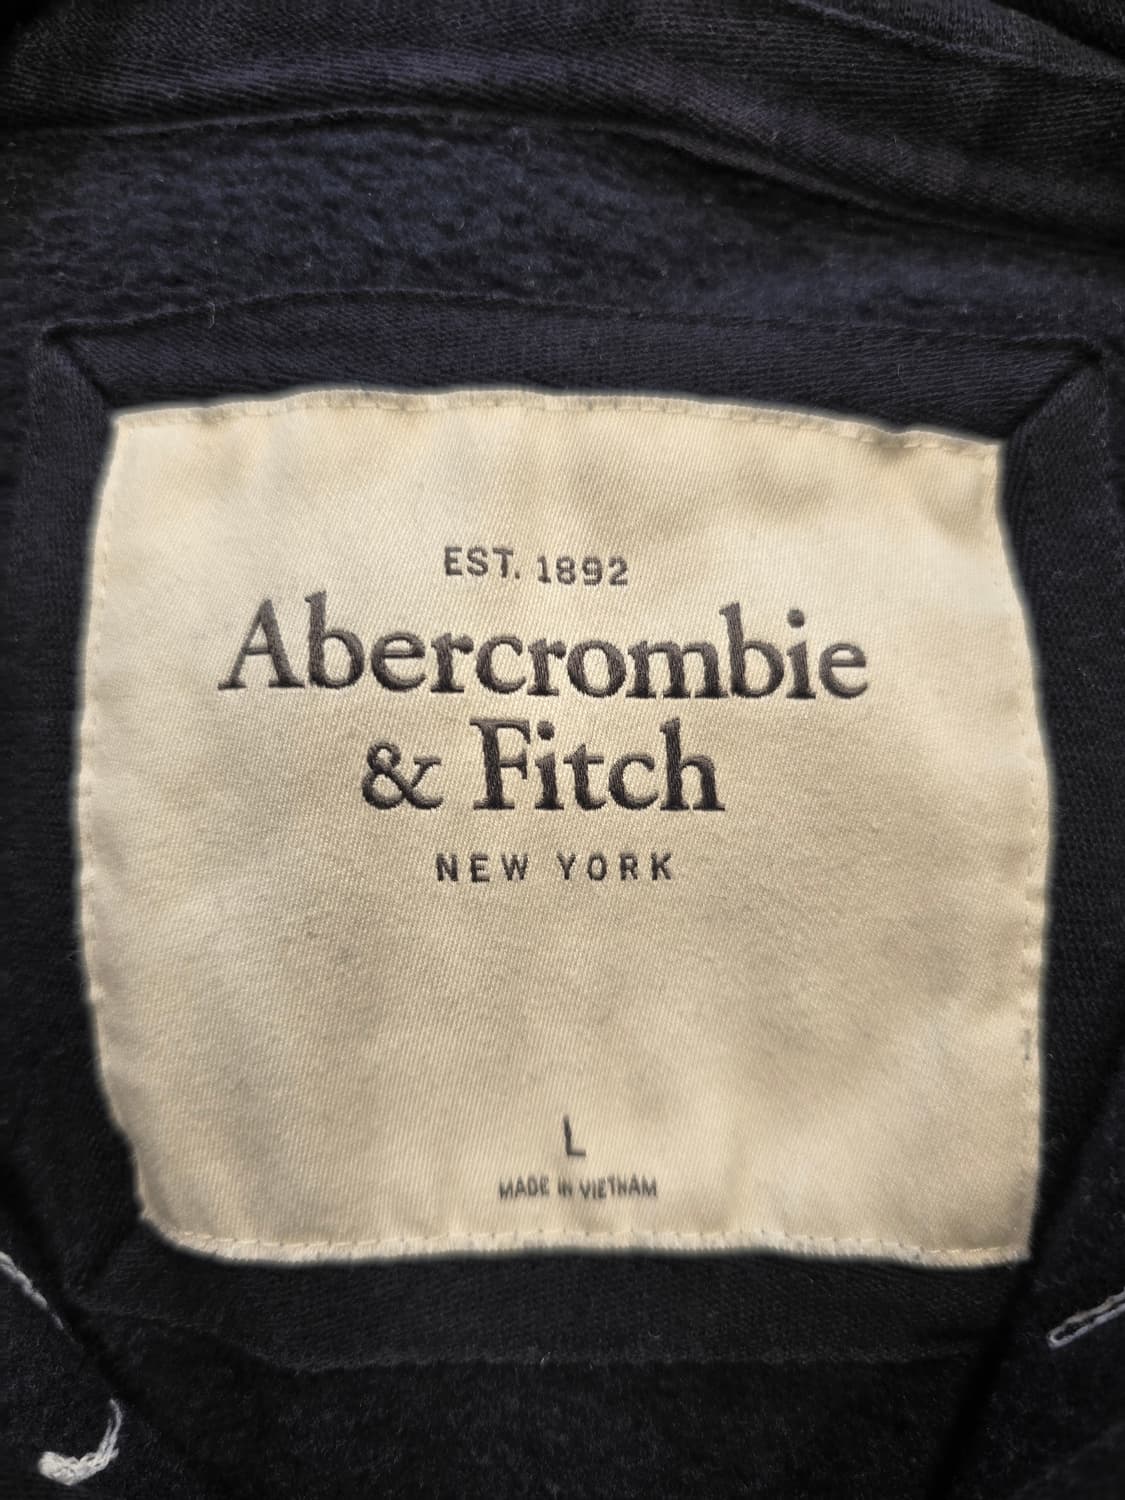 EST. 1892
Abercrombie
& Fitch
NEW YORK
L
MADE IN VIETNAM